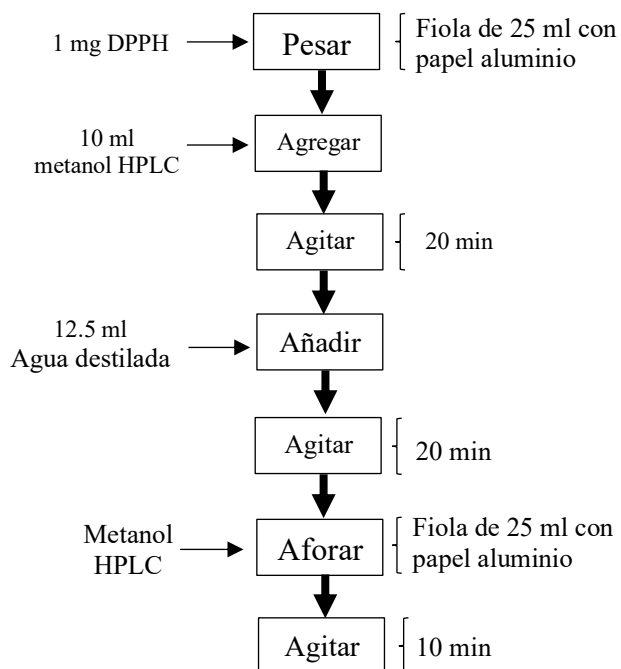 1 mg DPPH
Pesar
Fiola de 25 ml con
papel aluminio
10 ml
metanol HPLC
Agregar
Agitar
20 min
12.5 ml
Agua destilada
Añadir
Agitar
20 min
Metanol
HPLC
Aforar
Fiola de 25 ml con
papel aluminio
Agitar
10 min